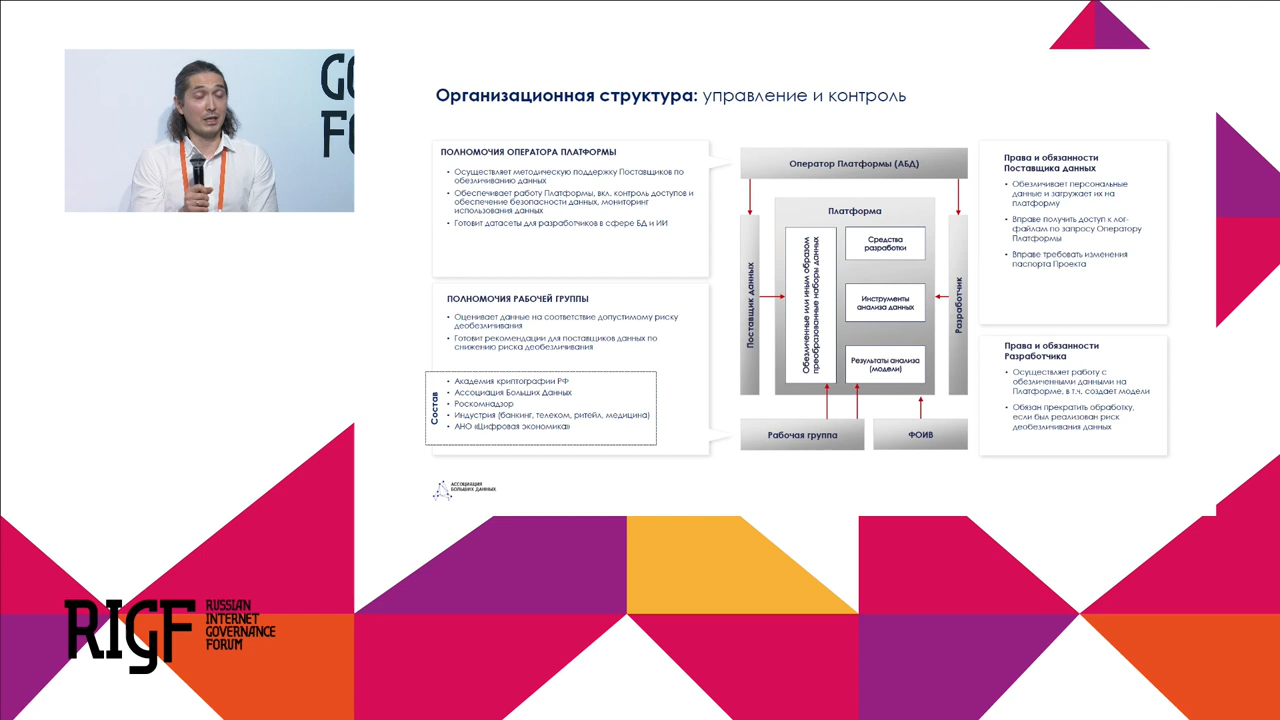 GO
FO
Организационная структура: управление и контроль
ПОЛНОМОЧИЯ ОПЕРАТОРА ПЛАТФОРМЫ
• Осуществляет методическую поддержку Поставщиков по
обезличиванию данных
• Обеспечивает работу Платформы, вкл. контроль доступов и
обеспечение безопасности данных, мониторинг
использования данных
• Готовит датасеты для разработчиков в сфере БД и ИИ
ПОЛНОМОЧИЯ РАБОЧЕЙ ГРУППЫ
• Оценивает данные на соответствие допустимому риску
деобезличивания
• Готовит рекомендации для поставщиков данных по
снижению риска деобезличивания
Состав
• Академия криптографии РФ
• Ассоциация Больших Данных
• Роскомнадзор
• Индустрия (банкинг, телеком, ритейл, медицина)
• АНО «Цифровая экономика»
Оператор Платформы (АБД)
Платформа
Поставщик данных
Обезличенные или иным образом
преобразованные наборы данных
Средства
разработки
Инструменты
анализа данных
Результаты анализа
(модели)
Разработчик
Рабочая группа
ФОИВ
Права и обязанности
Поставщика данных
• Обезличивает персональные
данные и загружает их на
платформу
• Вправе получить доступ к лог-
файлам по запросу Оператору
Платформы
• Вправе требовать изменения
паспорта Проекта
Права и обязанности
Разработчика
• Осуществляет работу с
обезличенными данными на
Платформе, в т.ч. создает модели
• Обязан прекратить обработку,
если был реализован риск
деобезличивания данных
АССОЦИАЦИЯ
БОЛЬШИХ ДАННЫХ
RIGF
RUSSIAN
INTERNET
GOVERNANCE
FORUM